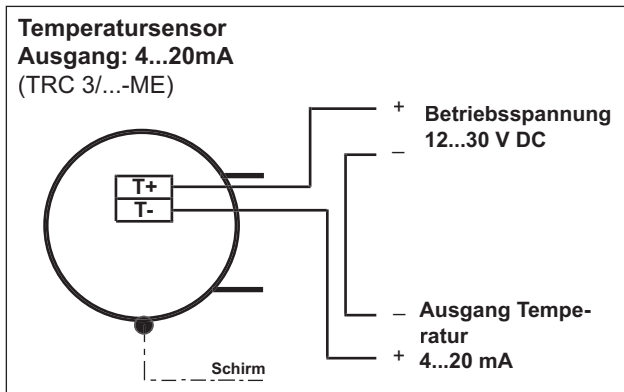 Temperatursensor
Ausgang: 4...20mA
(TRC 3/...-ME)
+ Betriebsspannung
12...30 V DC
–
T+
T-
– Ausgang Tempe-
ratur
+ 4...20 mA
Schirm